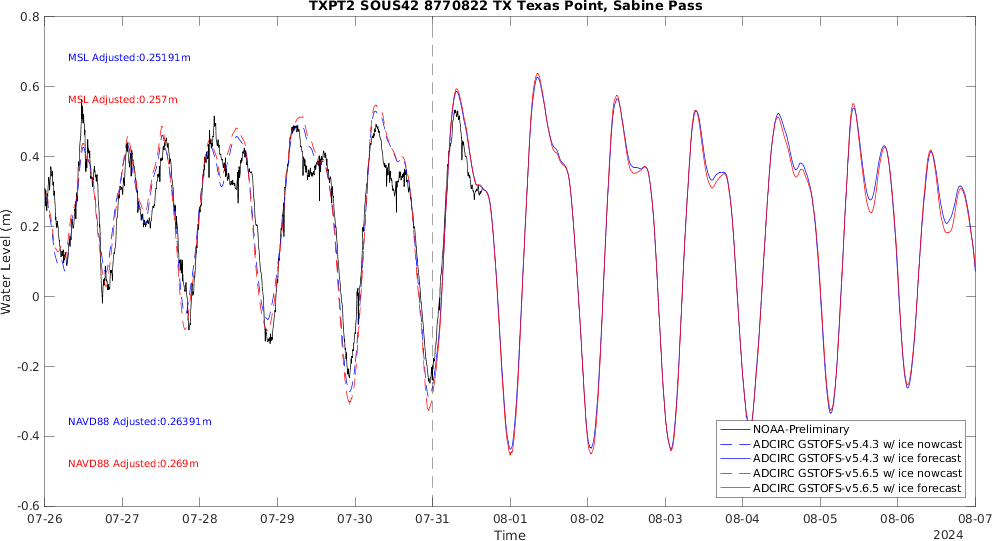 TXPT2 SOUS42 8770822 TX Texas Point, Sabine Pass
0.8
0.6
0.4
0.2
0
-0.2
-0.4
-0.6
Water Level (m)
MSL Adjusted:0.25191m
MSL Adjusted:0.257m
NAVD88 Adjusted:0.26391m
NAVD88 Adjusted:0.269m
NOAA-Preliminary
ADCIRC GSTOFS-v5.4.3 w/ ice nowcast
ADCIRC GSTOFS-v5.4.3 w/ ice forecast
ADCIRC GSTOFS-v5.6.5 w/ ice nowcast
ADCIRC GSTOFS-v5.6.5 w/ ice forecast
07-26 07-27 07-28 07-29 07-30 07-31 08-01 08-02 08-03 08-04 08-05 08-06 08-07
Time
2024